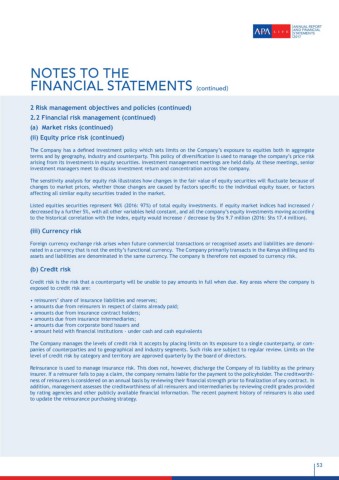 APA LIFE
ANNUAL REPORT
AND FINANCIAL
STATEMENTS
2017
NOTES TO THE
FINANCIAL STATEMENTS (continued)
2 Risk management objectives and policies (continued)
2.2 Financial risk management (continued)
(a) Market risks (continued)
(ii) Equity price risk (continued)
The Company has a defined investment policy which sets limits on the Company's exposure to equities both in aggregate
terms and by geography, industry and counterparty. This policy of diversification is used to manage the company's price risk
arising from its investments in equity securities. Investment management meetings are held daily. At these meetings, senior
investment managers meet to discuss investment return and concentration across the company.
The sensitivity analysis for equity risk illustrates how changes in the fair value of equity securities will fluctuate because of
changes to market prices, whether those changes are caused by factors specific to the individual equity issuer, or factors
affecting all similar equity securities traded in the market.
Listed equities securities represent 96% (2016: 97%) of total equity investments. If equity market indices had increased /
decreased by a further 5%, with all other variables held constant, and all the company's equity investments moving according
to the historical correlation with the index, equity would increase / decrease by Shs 9.7 million (2016: Shs 17.4 million).
(iii) Currency risk
Foreign currency exchange risk arises when future commercial transactions or recognised assets and liabilities are denomi-
nated in a currency that is not the entity's functional currency. The Company primarily transacts in the Kenya shilling and its
assets and liabilities are denominated in the same currency. The company is therefore not exposed to currency risk.
(b) Credit risk
Credit risk is the risk that a counterparty will be unable to pay amounts in full when due. Key areas where the company is
exposed to credit risk are:
• reinsurers' share of insurance liabilities and reserves;
• amounts due from reinsurers in respect of claims already paid;
• amounts due from insurance contract holders;
• amounts due from insurance intermediaries;
• amounts due from corporate bond issuers and
• amount held with financial institutions - under cash and cash equivalents
The Company manages the levels of credit risk it accepts by placing limits on its exposure to a single counterparty, or com-
panies of counterparties and to geographical and industry segments. Such risks are subject to regular review. Limits on the
level of credit risk by category and territory are approved quarterly by the board of directors.
Reinsurance is used to manage insurance risk. This does not, however, discharge the Company of its liability as the primary
insurer. If a reinsurer fails to pay a claim, the company remains liable for the payment to the policyholder. The creditworthi-
ness of reinsurers is considered on an annual basis by reviewing their financial strength prior to finalization of any contract. In
addition, management assesses the creditworthiness of all reinsurers and intermediaries by reviewing credit grades provided
by rating agencies and other publicly available financial information. The recent payment history of reinsurers is also used
to update the reinsurance purchasing strategy.
53